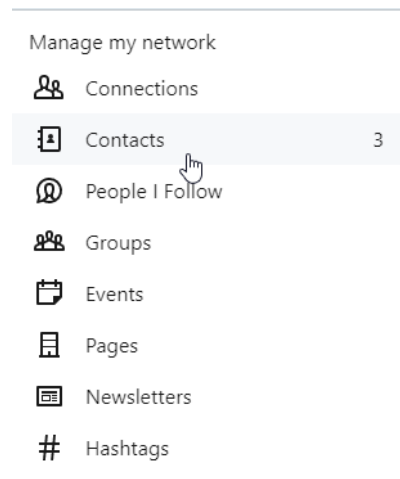 Manage my network
Connections
Contacts 3
People I Follow
Groups
Events
Pages
Newsletters
# Hashtags